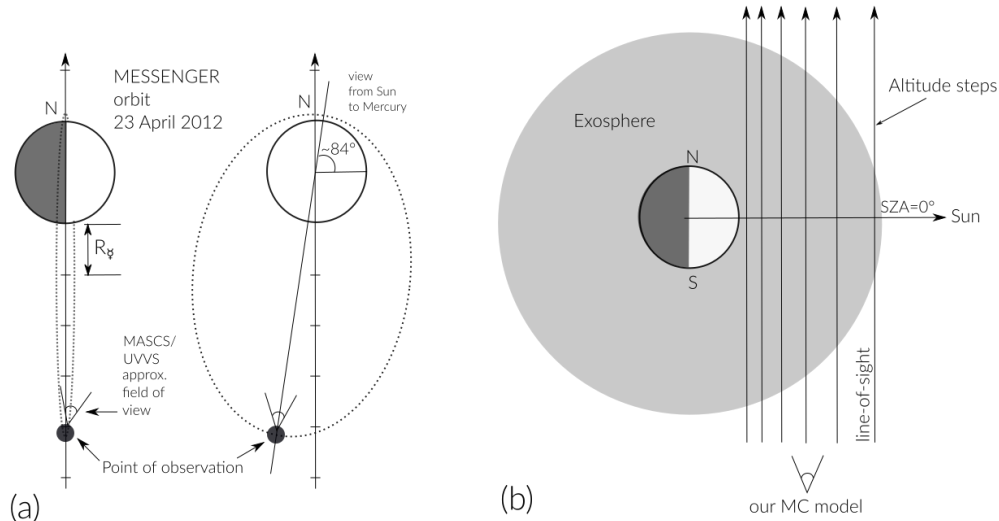 MESSENGER
orbit
23 April 2012
N
R☿
MASCS/
UVVS
approx.
field of
view
Point of observation
(a)
view
from Sun
to Mercury
N
~84°
Exosphere
Altitude steps
N
S
SZA=0°
Sun
line-of-sight
our MC model
(b)